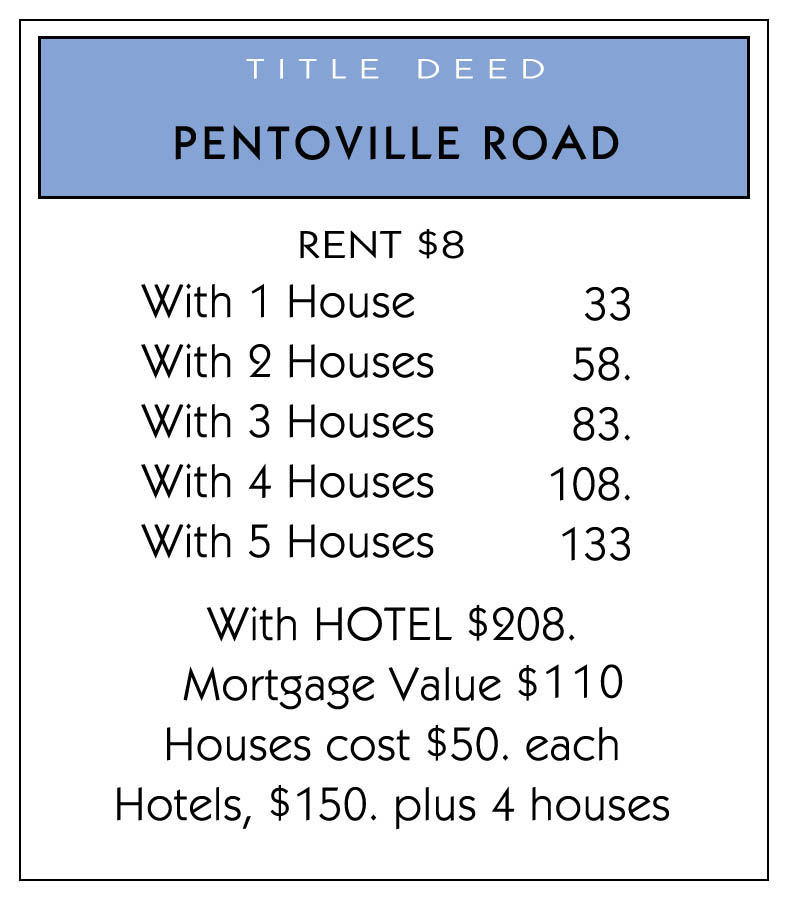 TITLE DEED
PENTOVILLE ROAD
RENT $8
With 1 House 33
With 2 Houses 58.
With 3 Houses 83.
With 4 Houses 108.
With 5 Houses 133
With HOTEL $208.
Mortgage Value $110
Houses cost $50. each
Hotels, $150. plus 4 houses